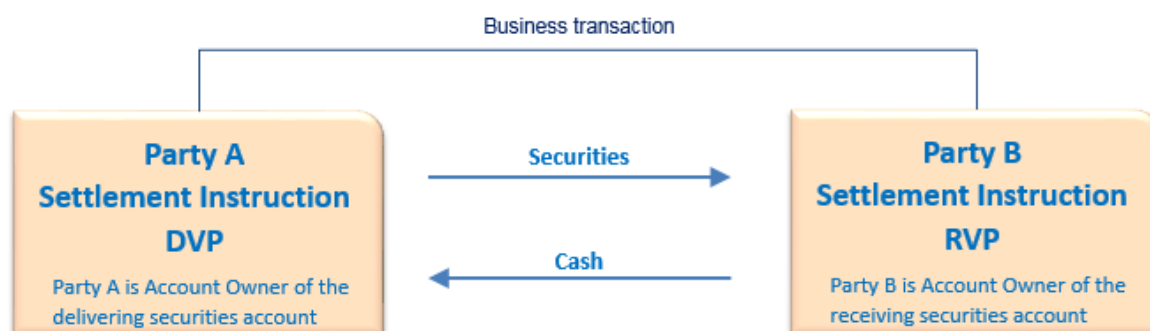 Business transaction
Party A
Settlement Instruction
DVP
Party A is Account Owner of the
delivering securities account
Securities
Cash
Party B
Settlement Instruction
RVP
Party B is Account Owner of the
receiving securities account